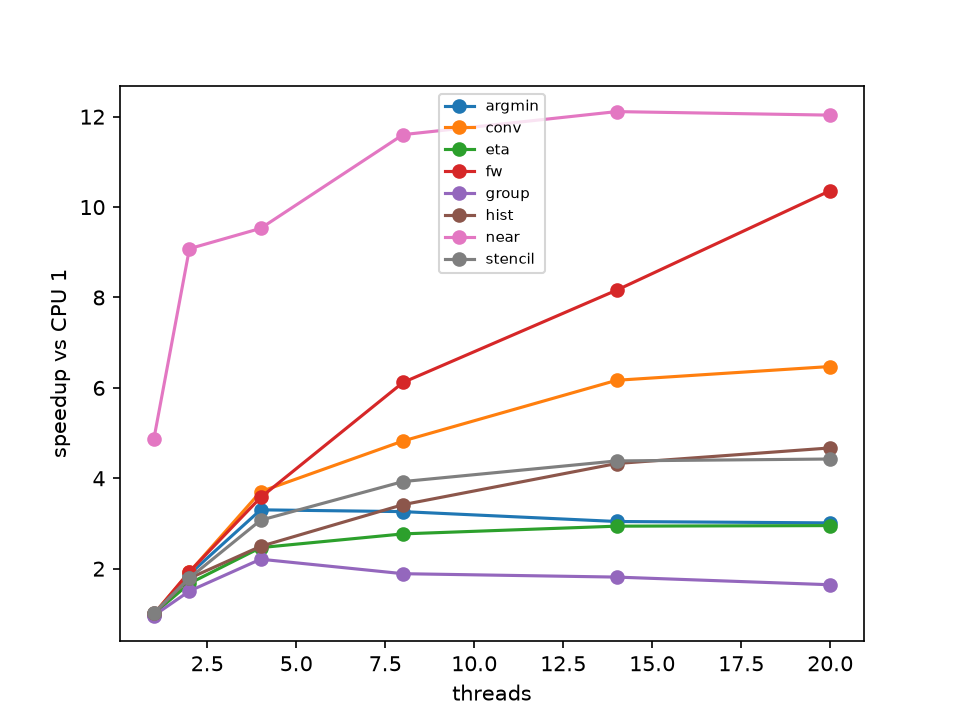 12
10
8
6
4
2
speedup vs CPU 1
argmin
conv
eta
fw
group
hist
near
stencil
2.5 5.0 7.5 10.0 12.5 15.0 17.5 20.0
threads